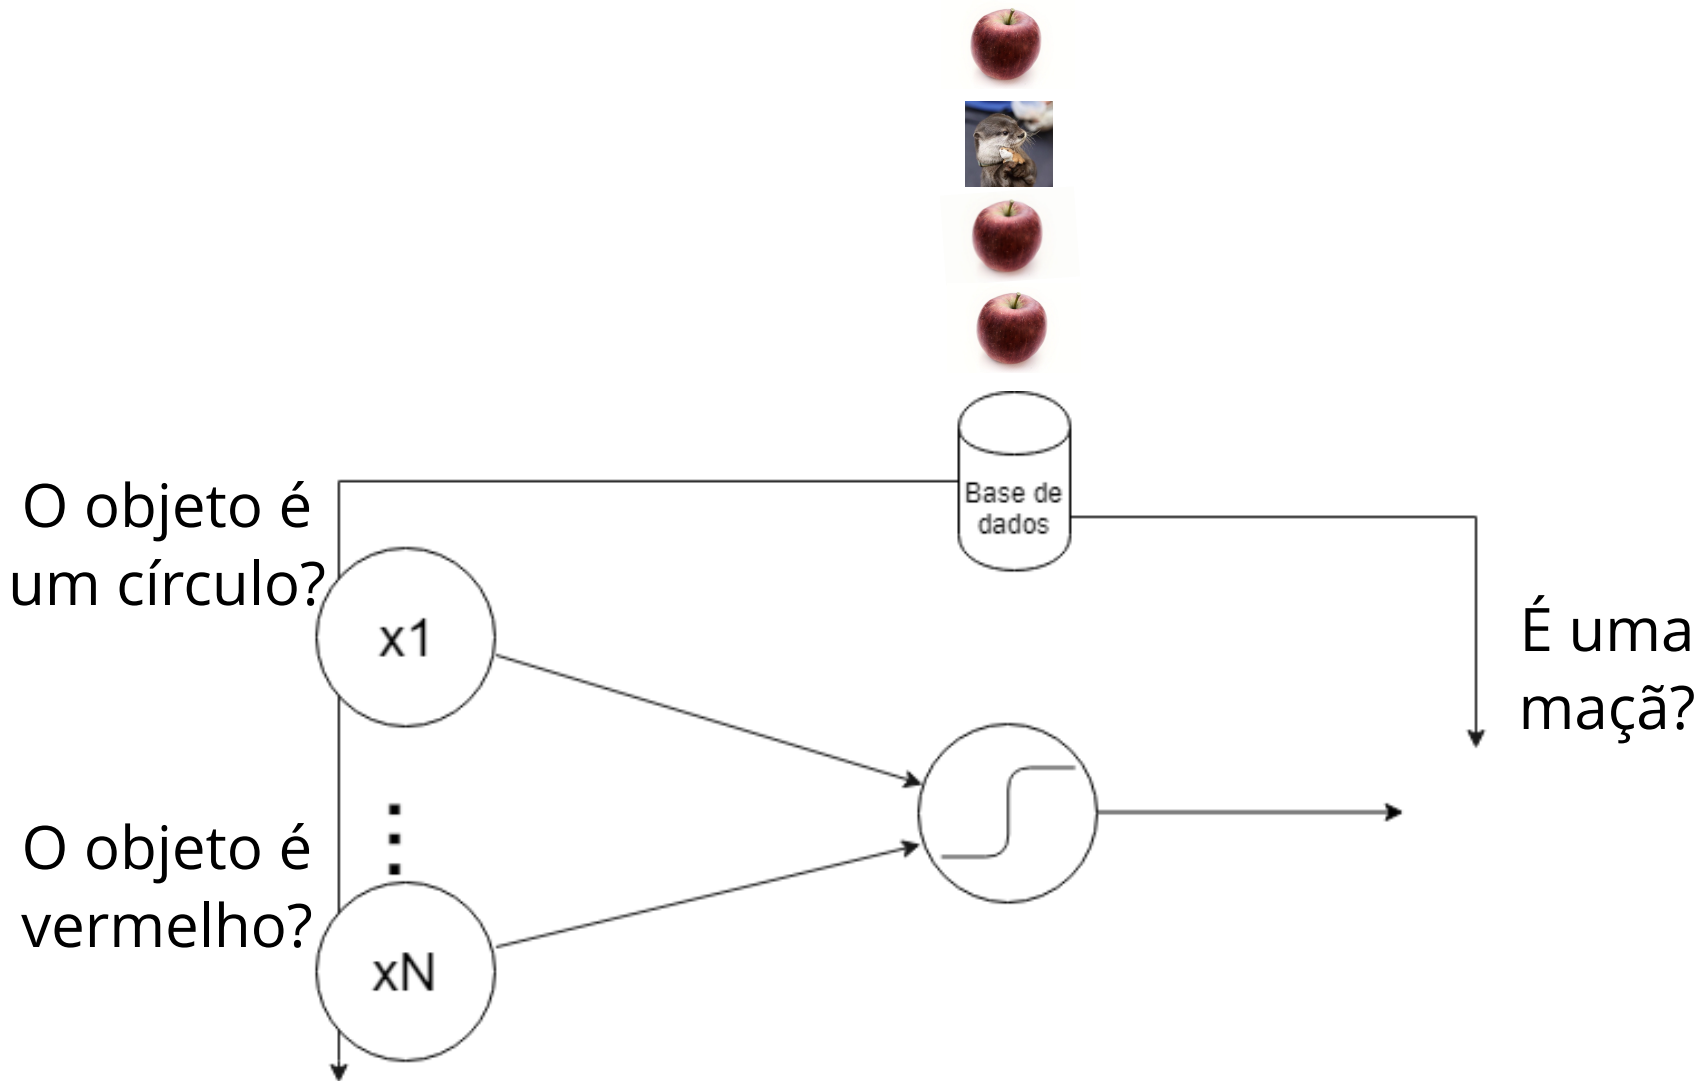 Base de
dados
O objeto é
um círculo?
x1
É uma
maçã?
O objeto é
vermelho?
xN